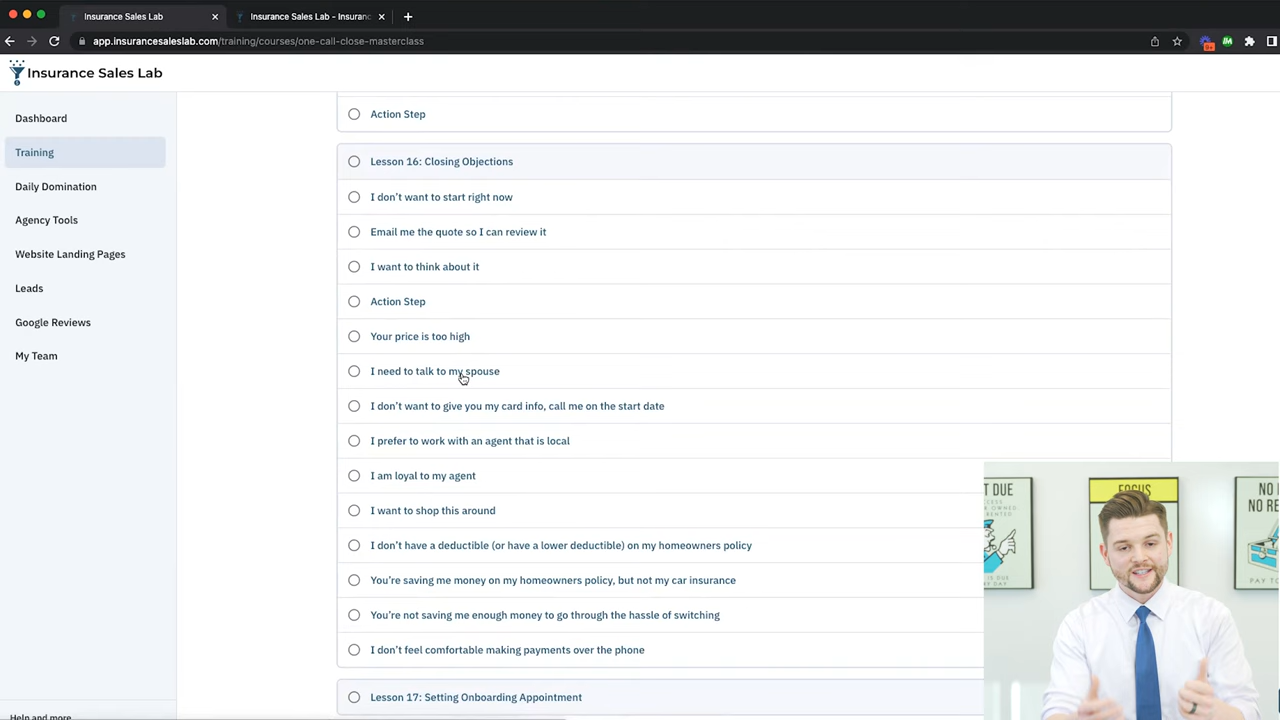 Insurance Sales Lab
Insurance Sales Lab - Insuranc
app.insurancesaleslab.com/training/courses/one-call-close-masterclass
9+
Insurance Sales Lab
Dashboard
Training
Daily Domination
Agency Tools
Website Landing Pages
Leads
Google Reviews
My Team
Help and more
Action Step
Lesson 16: Closing Objections
I don't want to start right now
Email me the quote so I can review it
I want to think about it
Action Step
Your price is too high
I need to talk to my spouse
I don't want to give you my card info, call me on the start date
I prefer to work with an agent that is local
I am loyal to my agent
I want to shop this around
I don't have a deductible (or have a lower deductible) on my homeowners policy
You're saving me money on my homeowners policy, but not my car insurance
You're not saving me enough money to go through the hassle of switching
I don't feel comfortable making payments over the phone
Lesson 17: Setting Onboarding Appointment
DUE
FOCUS
NO
NO RE
PAY TO